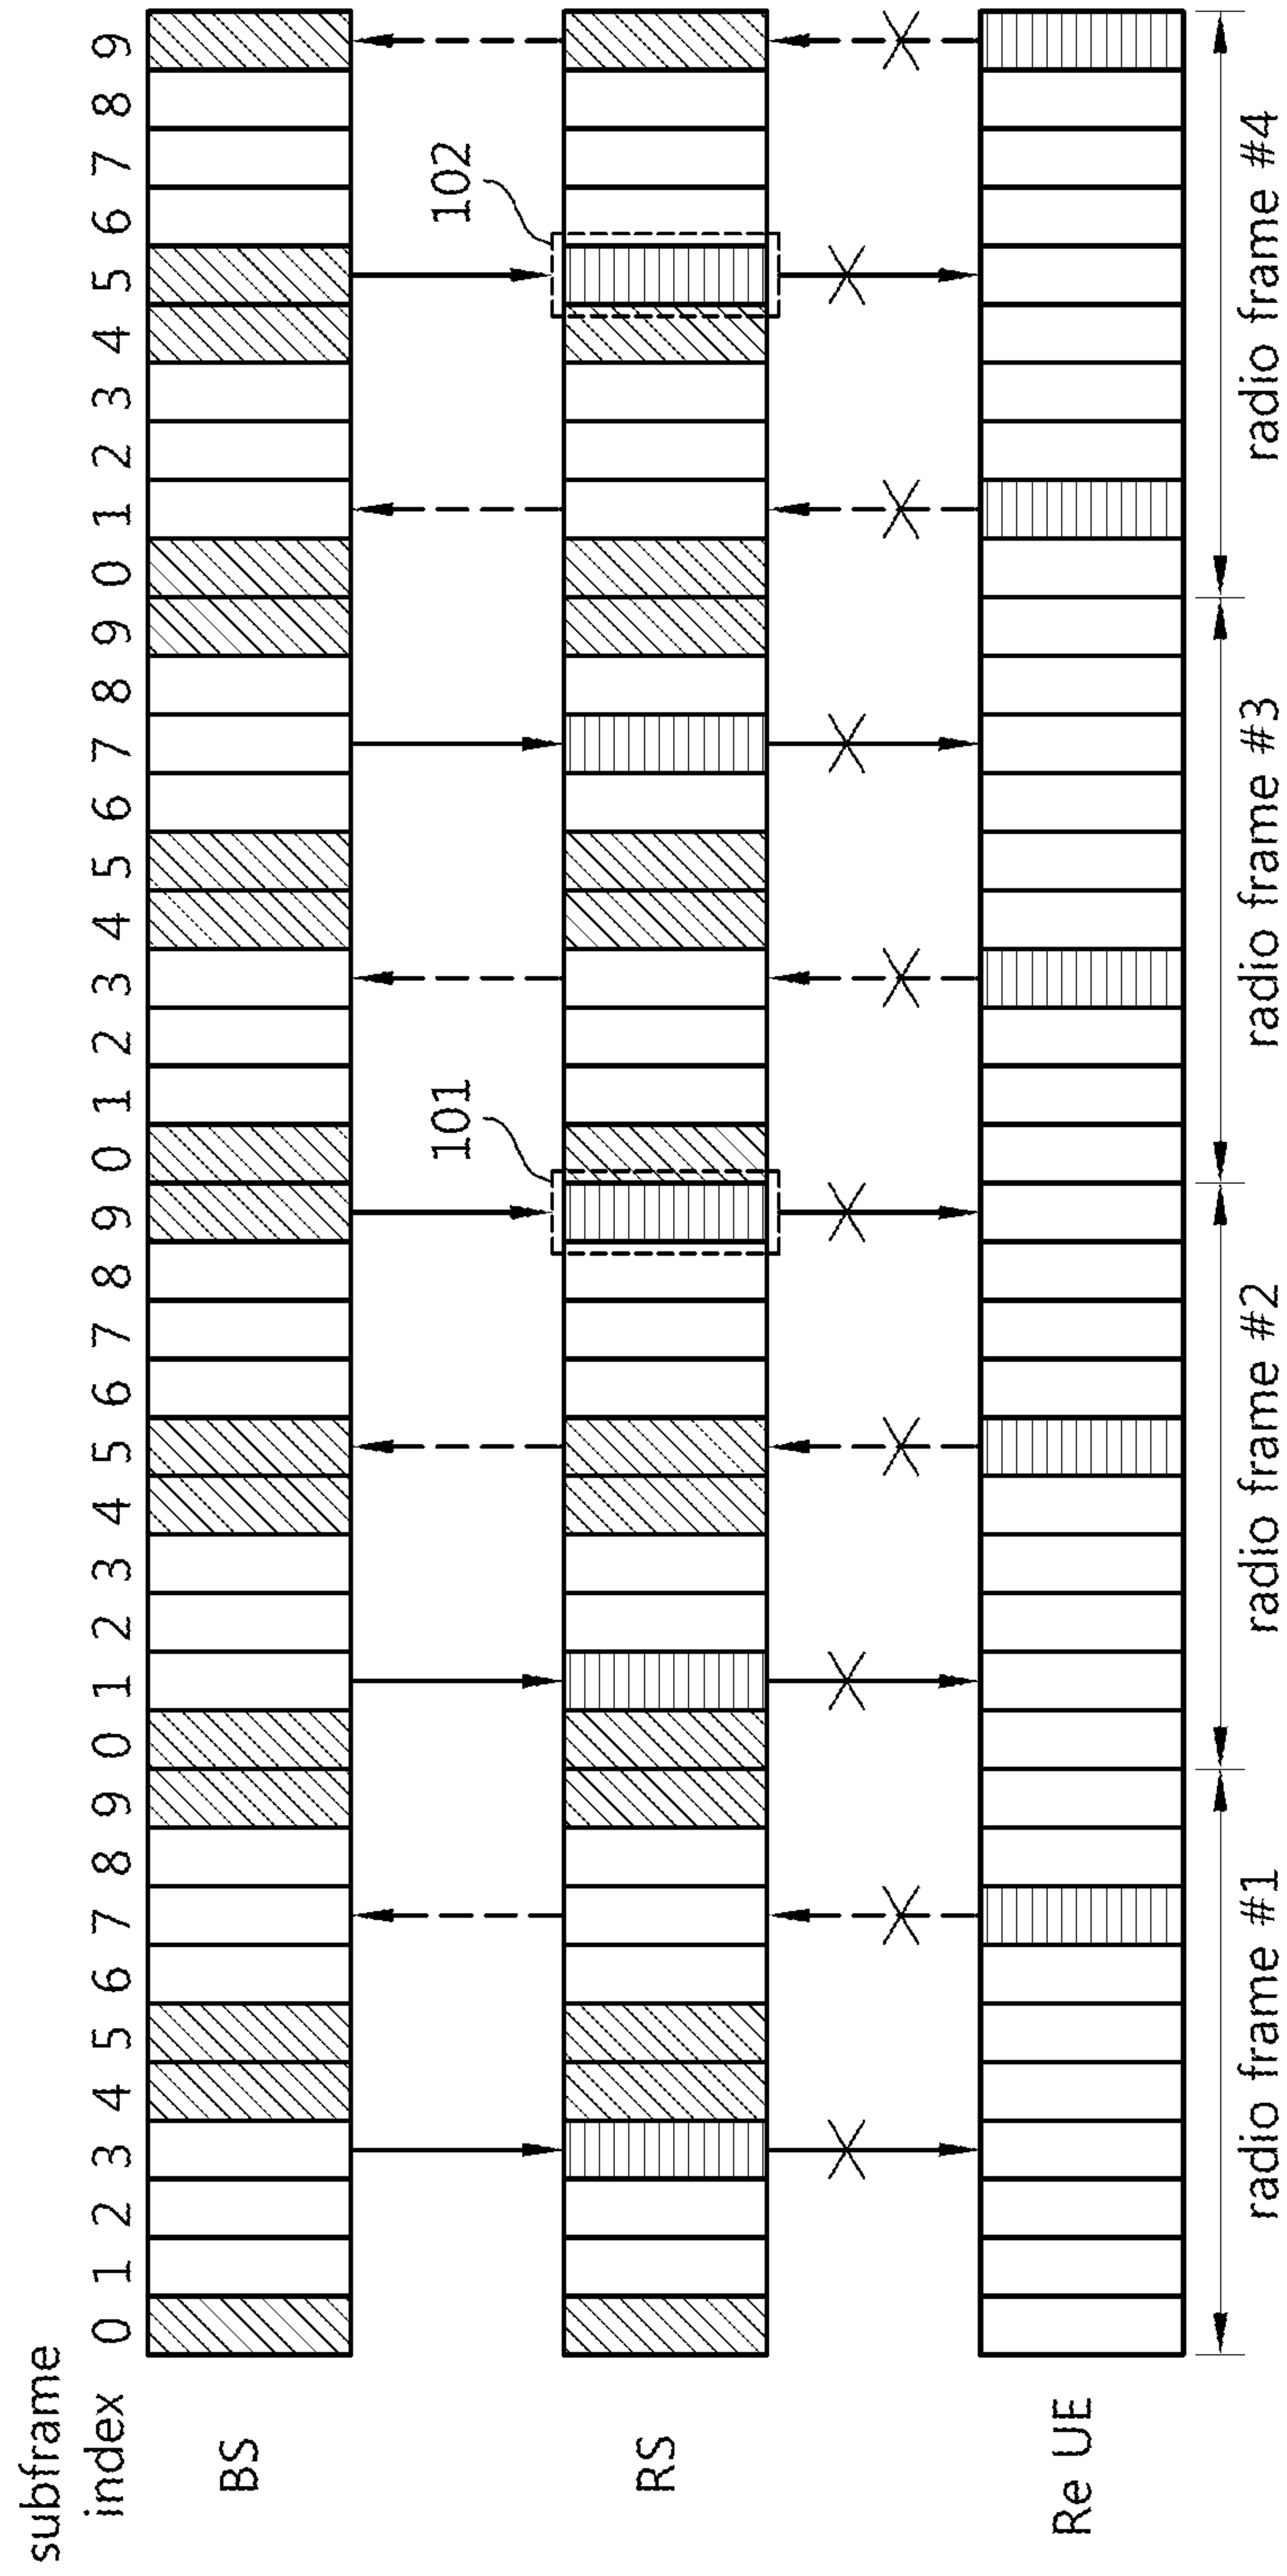 subframe
index 0 1 2 3 4 5 6 7 8 9 0 1 2 3 4 5 6 7 8 9 0 1 2 3 4 5 6 7 8 9 0 1 2 3 4 5 6 7 8 9
BS
101
102
RS
Re UE
radio frame #1
radio frame #2
radio frame #3
radio frame #4